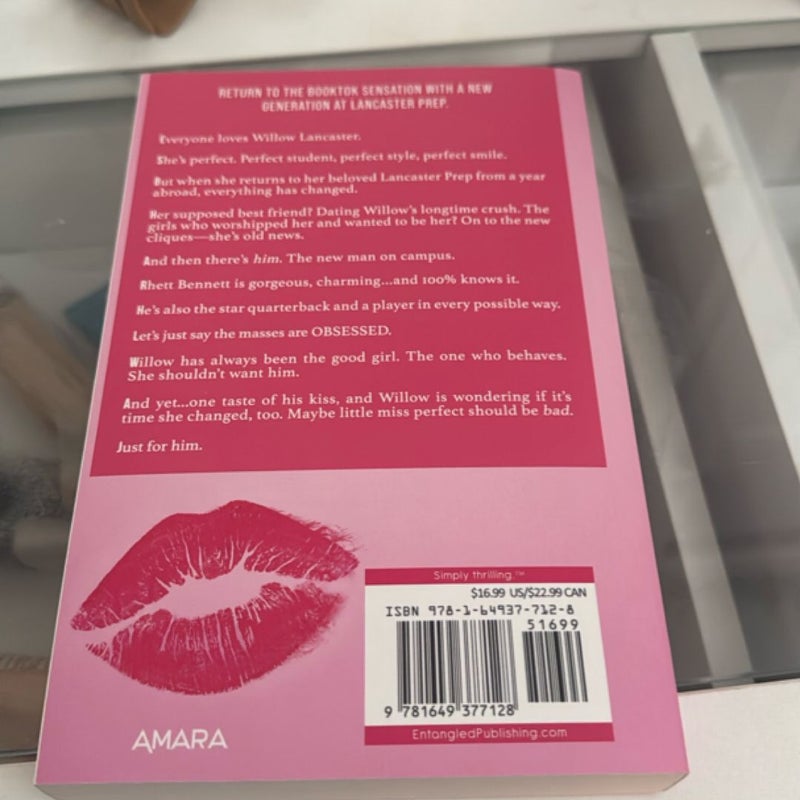 RETURN TO THE BOOKTOK SENSATION WITH A NEW
GENERATION AT LANCASTER PREP.
Everyone loves Willow Lancaster.
She's perfect. Perfect student, perfect style, perfect smile.
But when she returns to her beloved Lancaster Prep from a year
abroad, everything has changed.
Her supposed best friend? Dating Willow's longtime crush. The
girls who worshipped her and wanted to be her? On to the new
cliques—she's old news.
And then there's him. The new man on campus.
Rhett Bennett is gorgeous, charming...and 100% knows it.
He's also the star quarterback and a player in every possible way.
Let's just say the masses are OBSESSED.
Willow has always been the good girl. The one who behaves.
She shouldn't want him.
And yet...one taste of his kiss, and Willow is wondering if it's
time she changed, too. Maybe little miss perfect should be bad.
Just for him.
Simply thrilling.™
$16.99 US/$22.99 CAN
ISBN 978-1-64937-712-8
51699
9 781649 377128
EntangledPublishing.com
AMARA